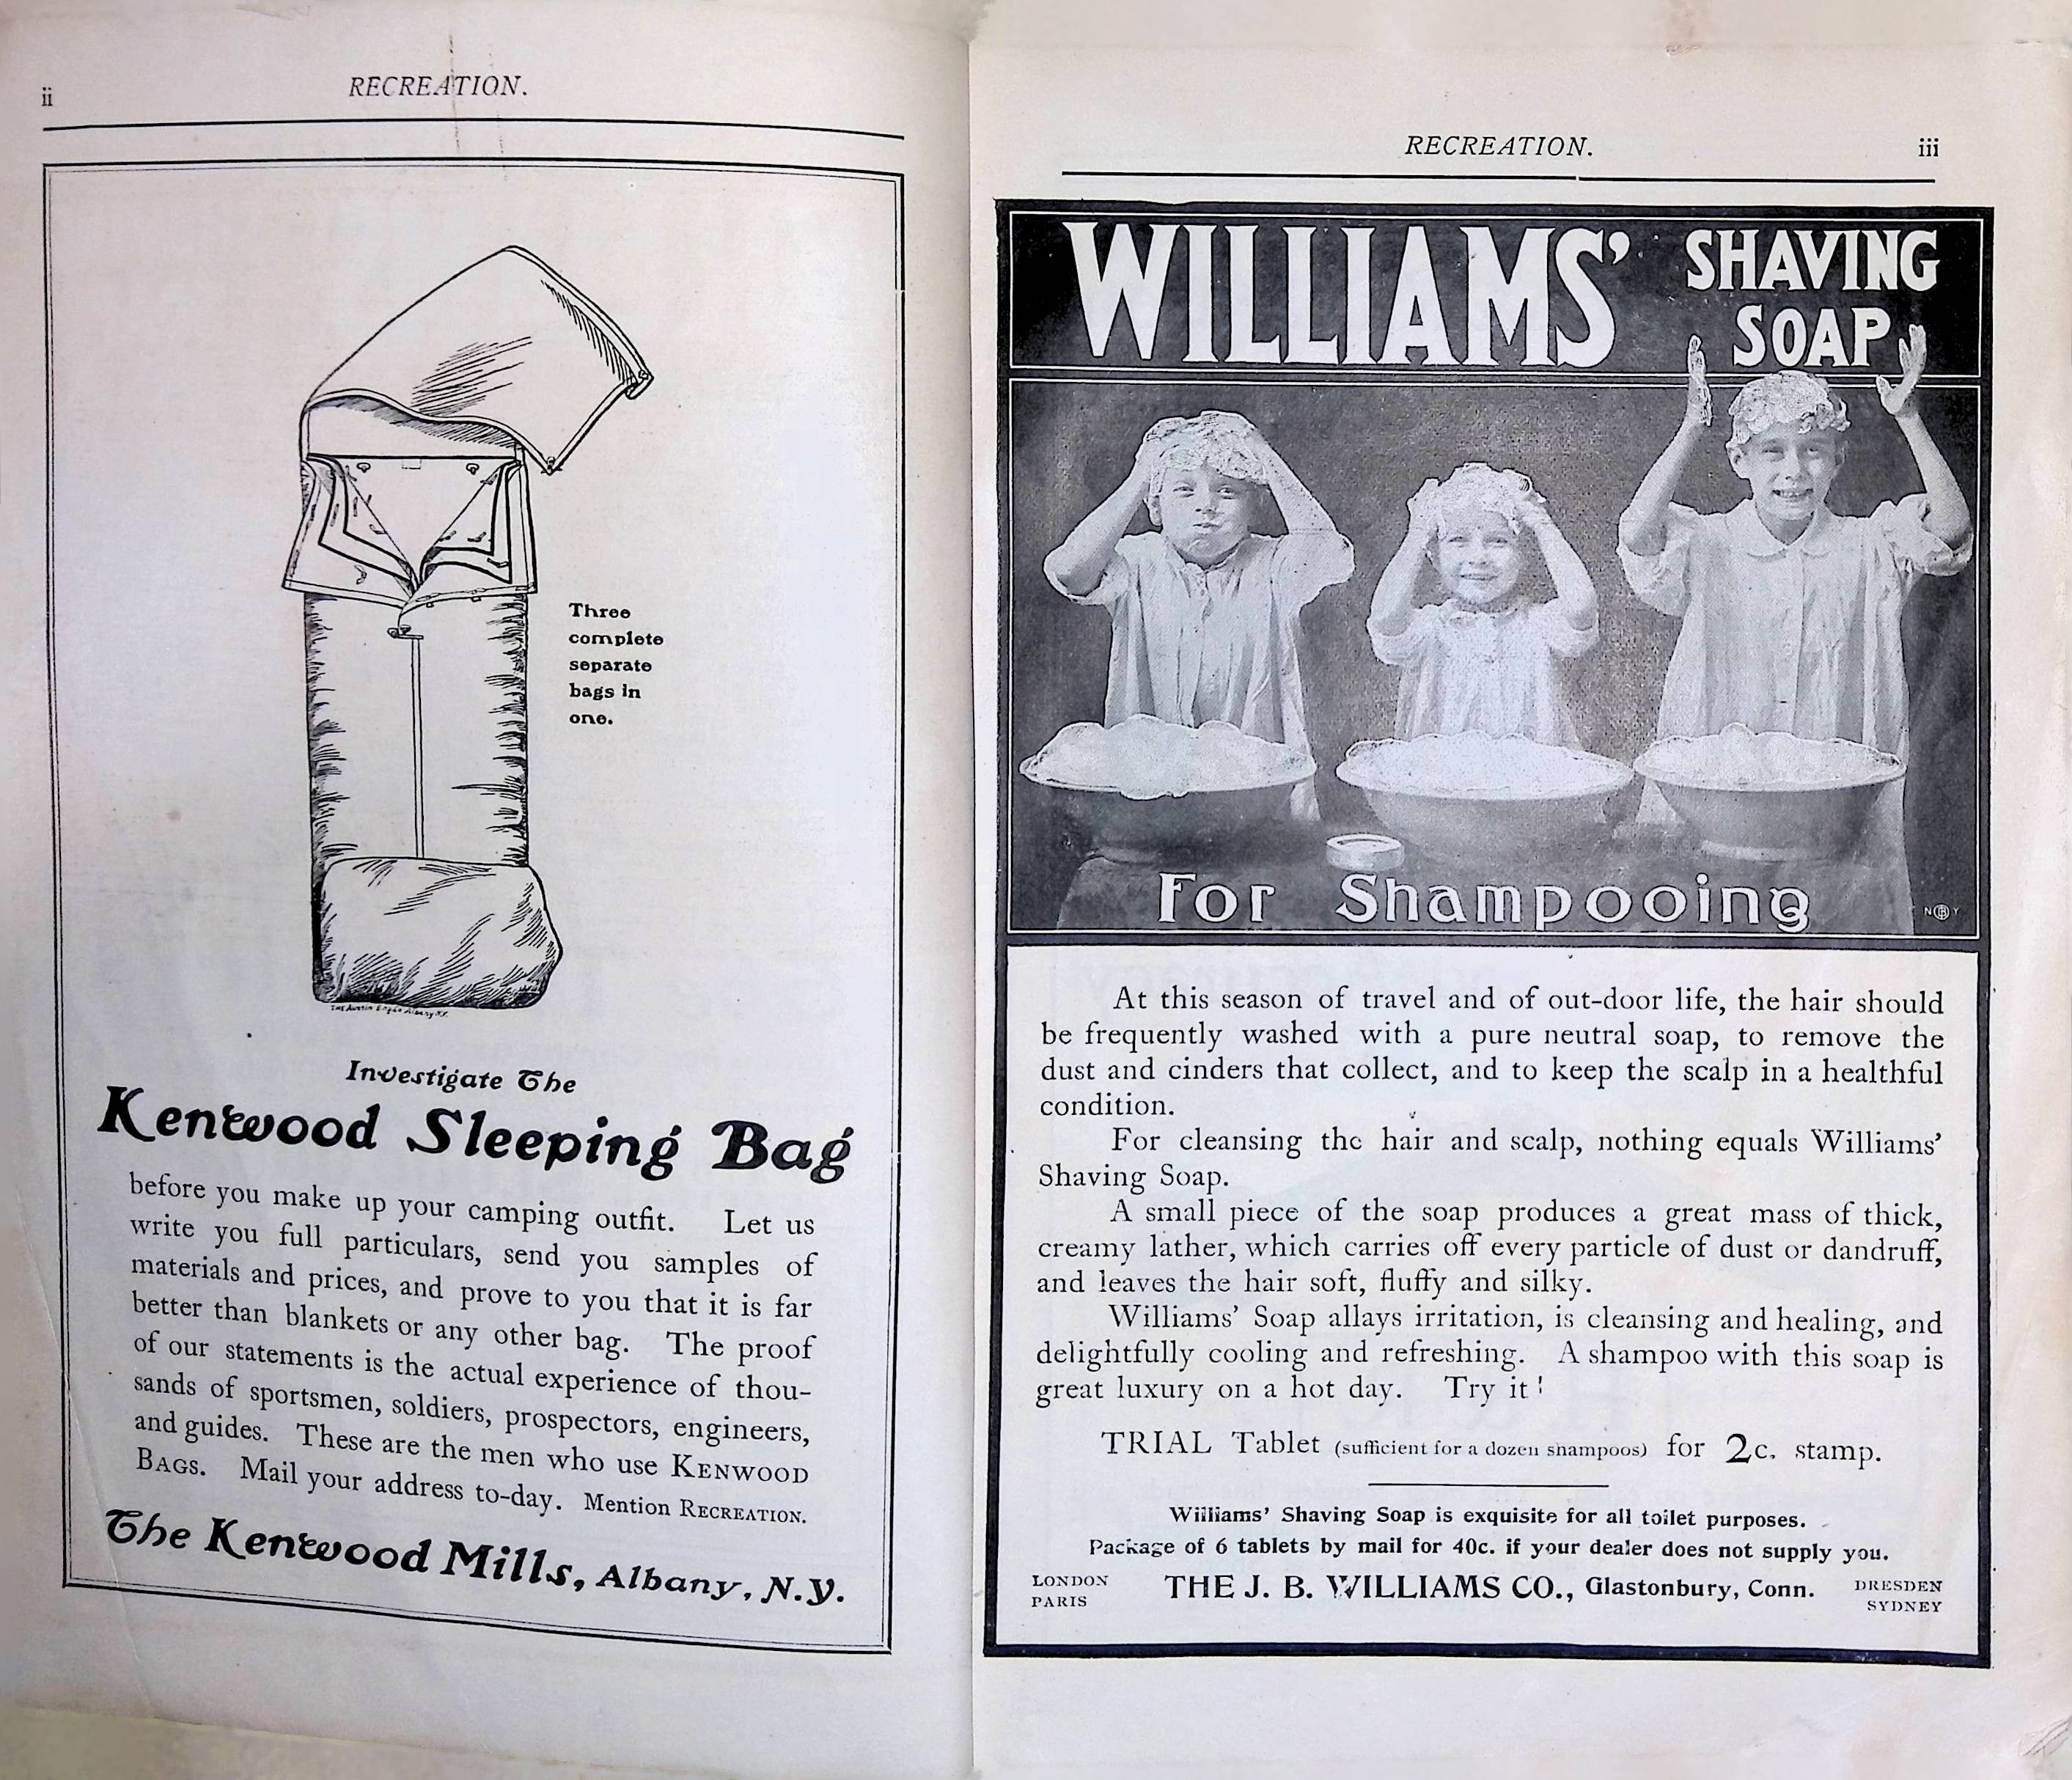 ii
RECREATION.
Three
complete
separate
bags in
one.
Investigate The
Kentwood Sleeping Bag
before you make up your camping outfit. Let us
write you full particulars, send you samples of
materials and prices, and prove to you that it is far
better than blankets or any other bag. The proof
of our statements is the actual experience of thou-
sands of sportsmen, soldiers, prospectors, engineers,
and guides. These are the men who use KENWOOD
BAGS. Mail your address to-day. Mention RECREATION.
The Kenwood Mills, Albany, N.Y.
RECREATION.
iii
WILLIAMS' SHAVING
SOAP
For Shampooing
At this season of travel and of out-door life, the hair should
be frequently washed with a pure neutral soap, to remove the
dust and cinders that collect, and to keep the scalp in a healthful
condition.
For cleansing the hair and scalp, nothing equals Williams'
Shaving Soap.
A small piece of the soap produces a great mass of thick,
creamy lather, which carries off every particle of dust or dandruff,
and leaves the hair soft, fluffy and silky.
Williams' Soap allays irritation, is cleansing and healing, and
delightfully cooling and refreshing. A shampoo with this soap is
great luxury on a hot day. Try it!
TRIAL Tablet (sufficient for a dozen shampoos) for 2c. stamp.
Williams' Shaving Soap is exquisite for all toilet purposes.
Package of 6 tablets by mail for 40c. if your dealer does not supply you.
LONDON
PARIS
THE J. B. WILLIAMS CO., Glastonbury, Conn.
DRESDEN
SYDNEY